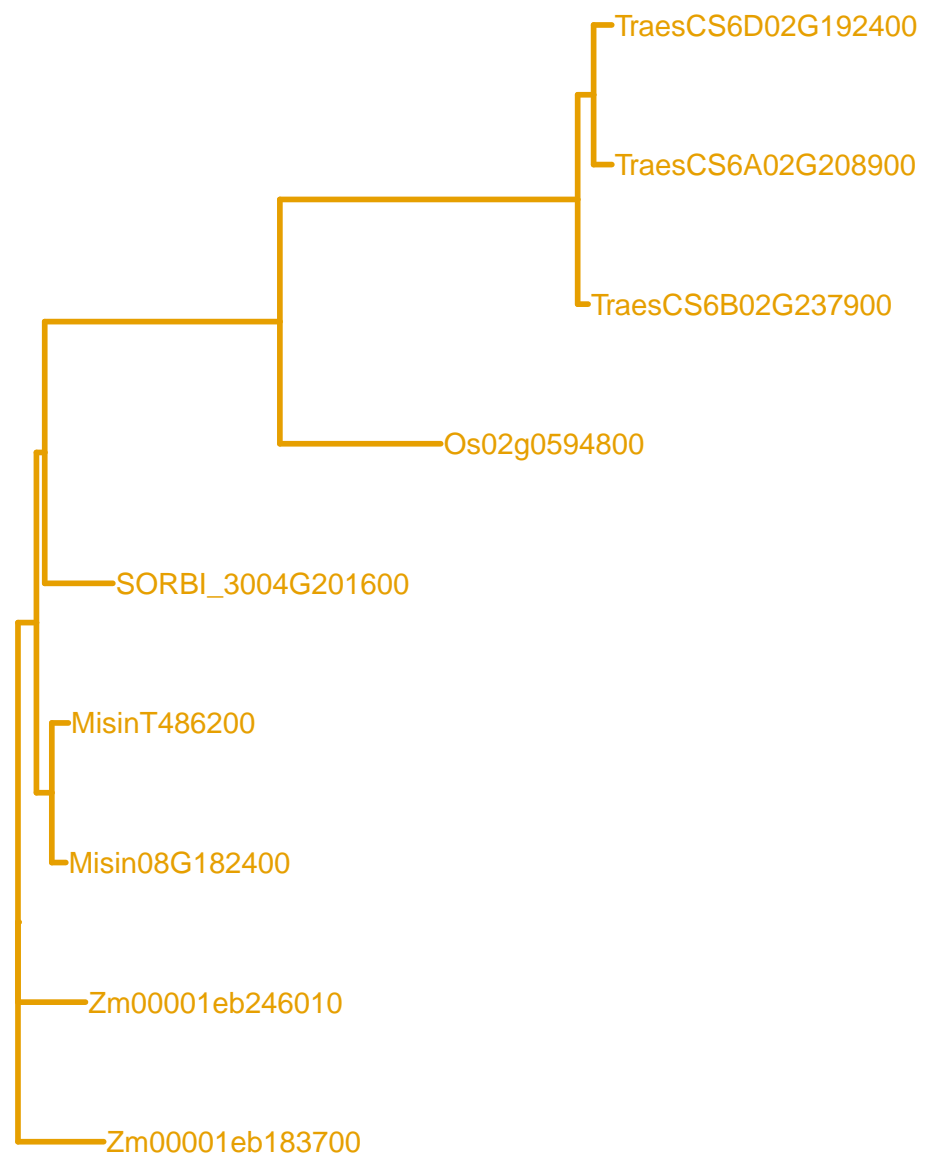 TraesCS6D02G192400
TraesCS6A02G208900
TraesCS6B02G237900
Os02g0594800
SORBI_3004G201600
MisinT486200
Misin08G182400
Zm00001eb246010
Zm00001eb183700